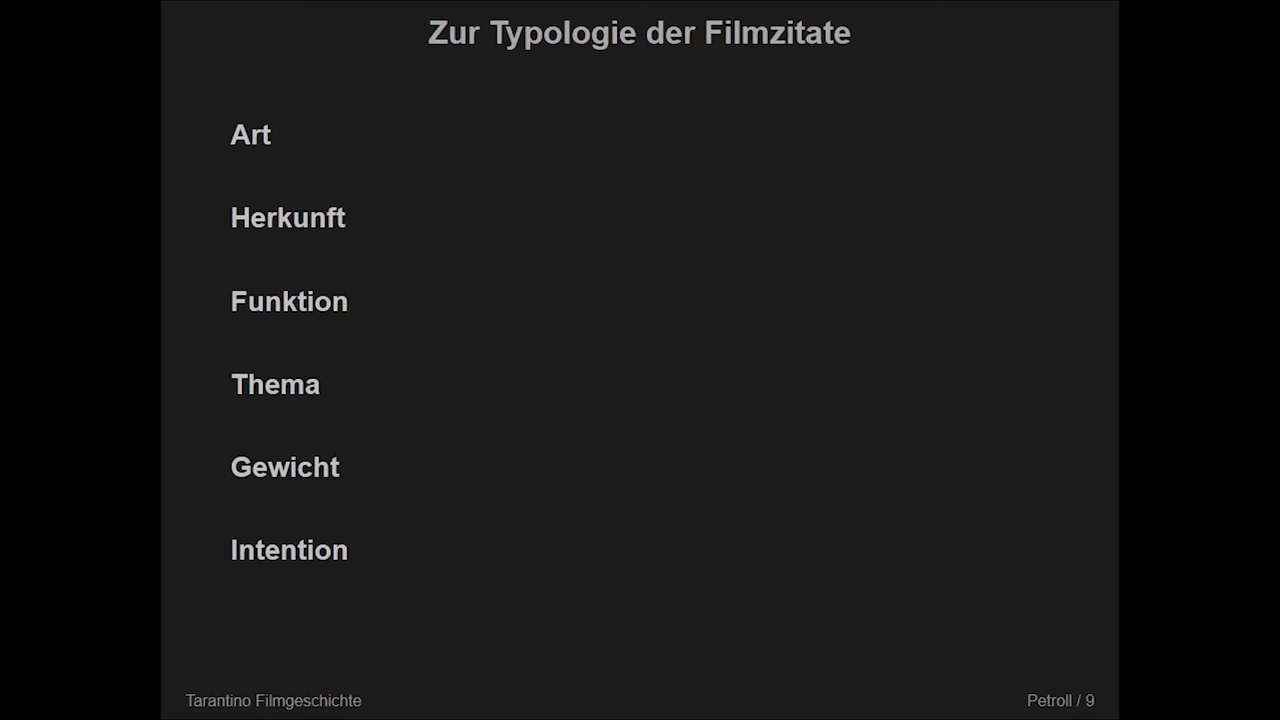 Zur Typologie der Filmzitate
Art
Herkunft
Funktion
Thema
Gewicht
Intention
Tarantino Filmgeschichte
Petroll / 9